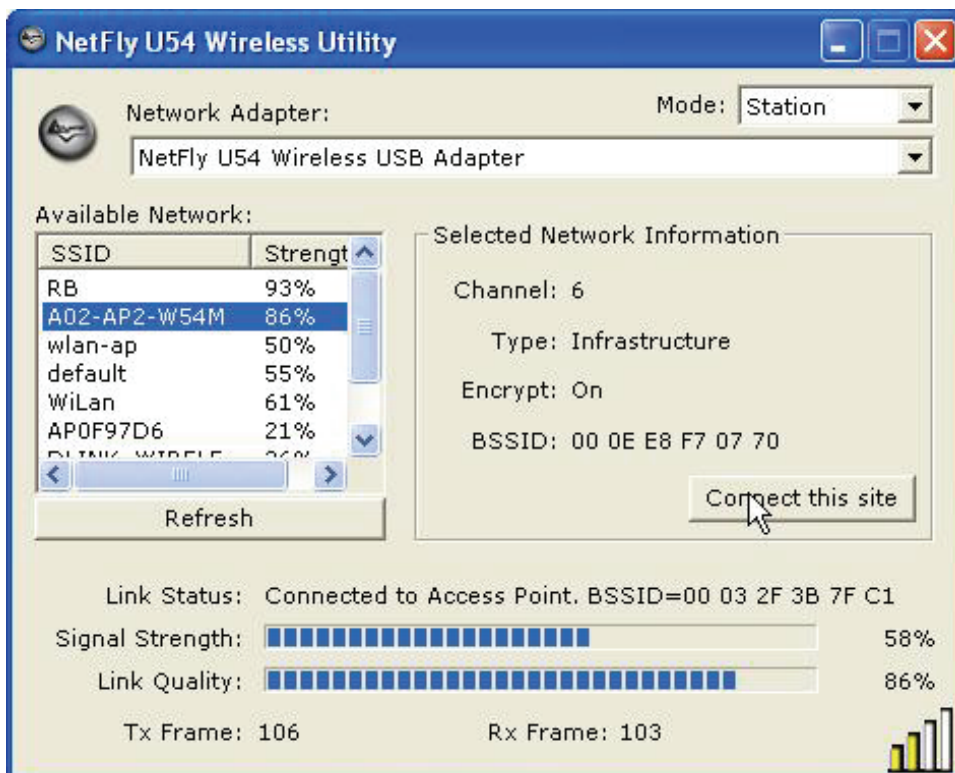 NetFly U54 Wireless Utility
Network Adapter:
Mode: Station
NetFly U54 Wireless USB Adapter
Available Network:
SSID Strengt
RB 93%
A02-AP2-W54M 86%
wlan-ap 50%
default 55%
WiLan 61%
AP0F97D6 21%
Refresh
Selected Network Information
Channel: 6
Type: Infrastructure
Encrypt: On
BSSID: 00 0E E8 F7 07 70
Connect this site
Link Status: Connected to Access Point. BSSID=00 03 2F 3B 7F C1
Signal Strength: 58%
Link Quality: 86%
Tx Frame: 106 Rx Frame: 103